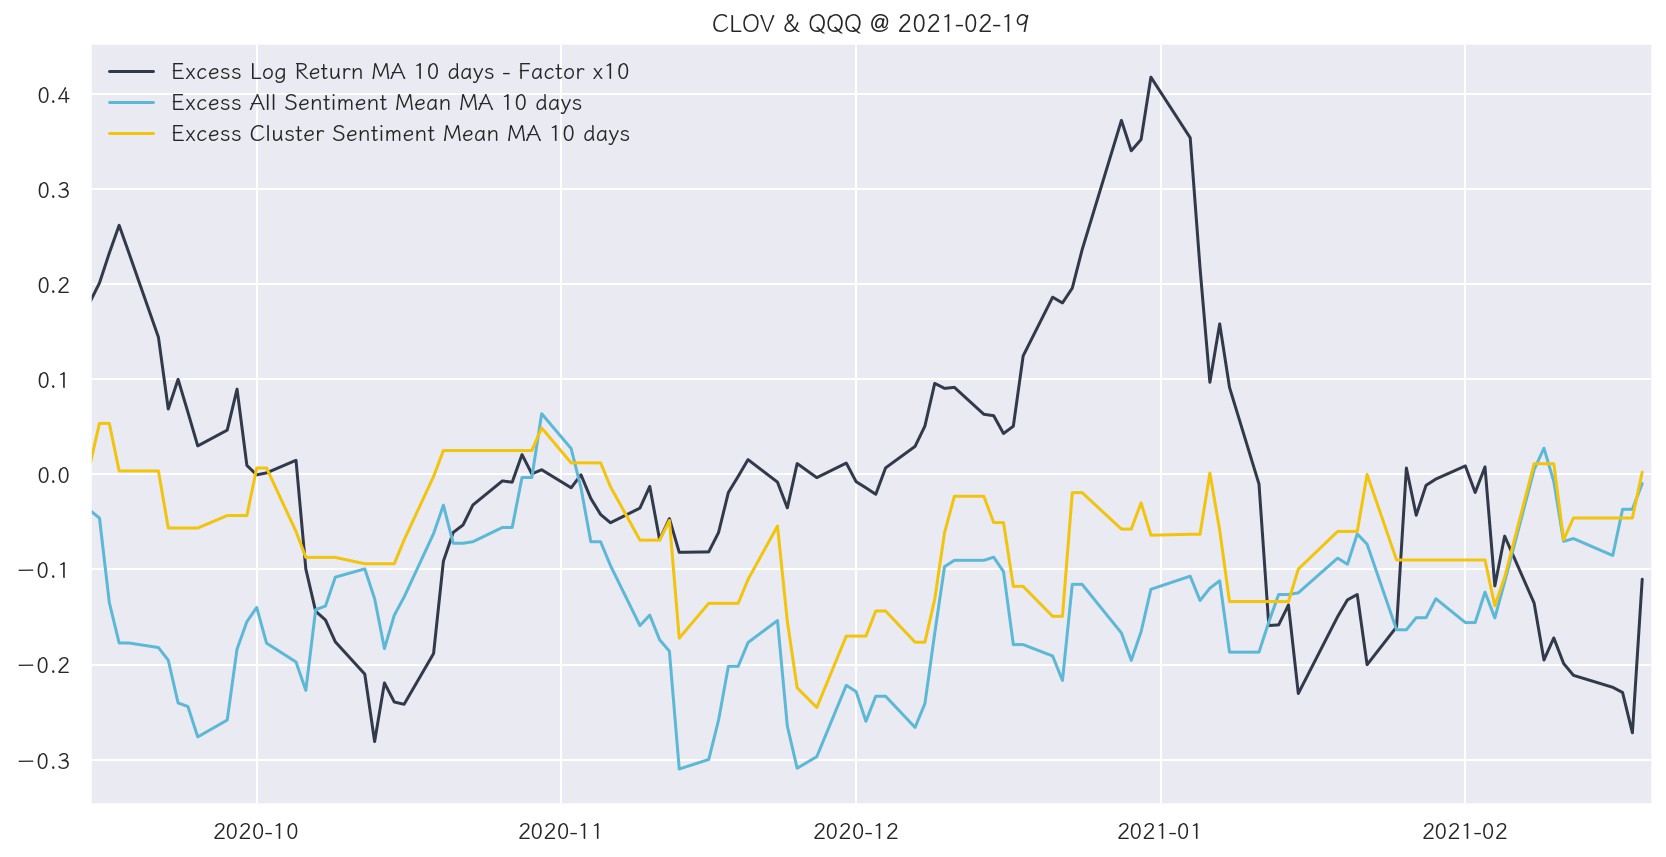 CLOV & QQQ @ 2021-02-19
Excess Log Return MA 10 days - Factor x10
Excess All Sentiment Mean MA 10 days
Excess Cluster Sentiment Mean MA 10 days
0.4
0.3
0.2
0.1
0.0
−0.1
−0.2
−0.3
2020-10 2020-11 2020-12 2021-01 2021-02